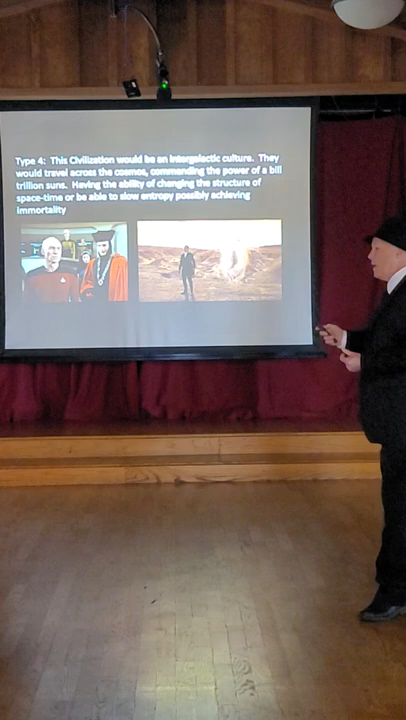 Type 4: This Civilization would be an intergalectic culture. They
would travel across the cosmos, commanding the power of a bill
trillion suns. Having the ability of changing the structure of
space-time or be able to slow entropy possibly achieving
immortality